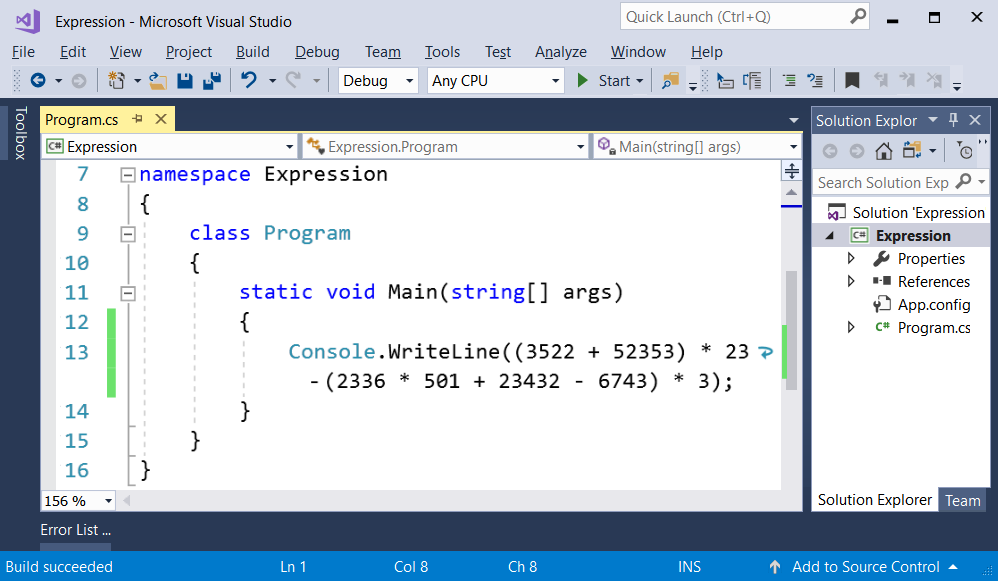 Expression - Microsoft Visual Studio
Quick Launch (Ctrl+Q)
File Edit View Project Build Debug Team Tools Test Analyze Window Help
Debug Any CPU Start
Toolbox
Program.cs
C# Expression Expression.Program Main(string[] args)
7 namespace Expression
8 {
9 class Program
10 {
11 static void Main(string[] args)
12 {
13 Console.WriteLine((3522 + 52353) * 23
-(2336 * 501 + 23432 - 6743) * 3);
14 }
15 }
16 }
156 %
Solution Explor
Search Solution Exp
Solution 'Expression
C# Expression
Properties
References
App.config
C# Program.cs
Solution Explorer Team
Error List ...
Build succeeded Ln 1 Col 8 Ch 8 INS Add to Source Control